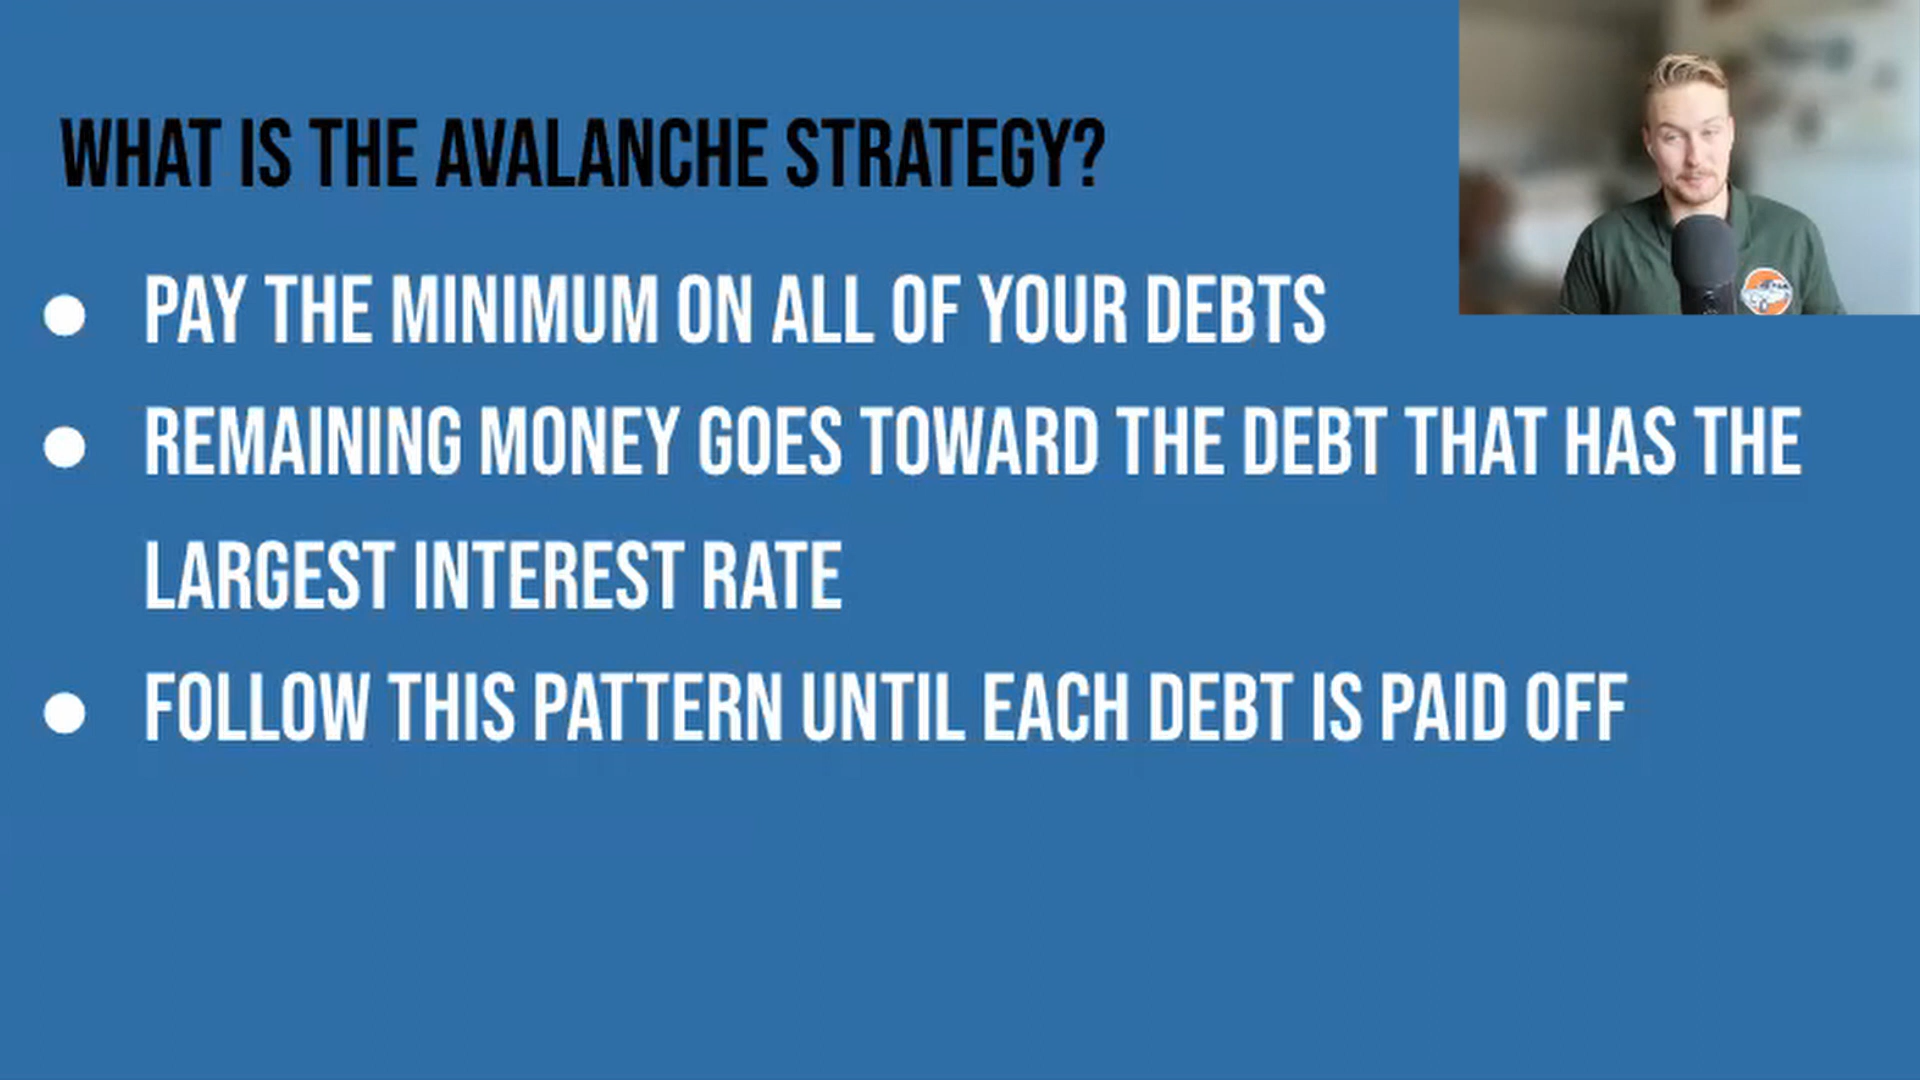 WHAT IS THE AVALANCHE STRATEGY?
● PAY THE MINIMUM ON ALL OF YOUR DEBTS
● REMAINING MONEY GOES TOWARD THE DEBT THAT HAS THE
LARGEST INTEREST RATE
● FOLLOW THIS PATTERN UNTIL EACH DEBT IS PAID OFF